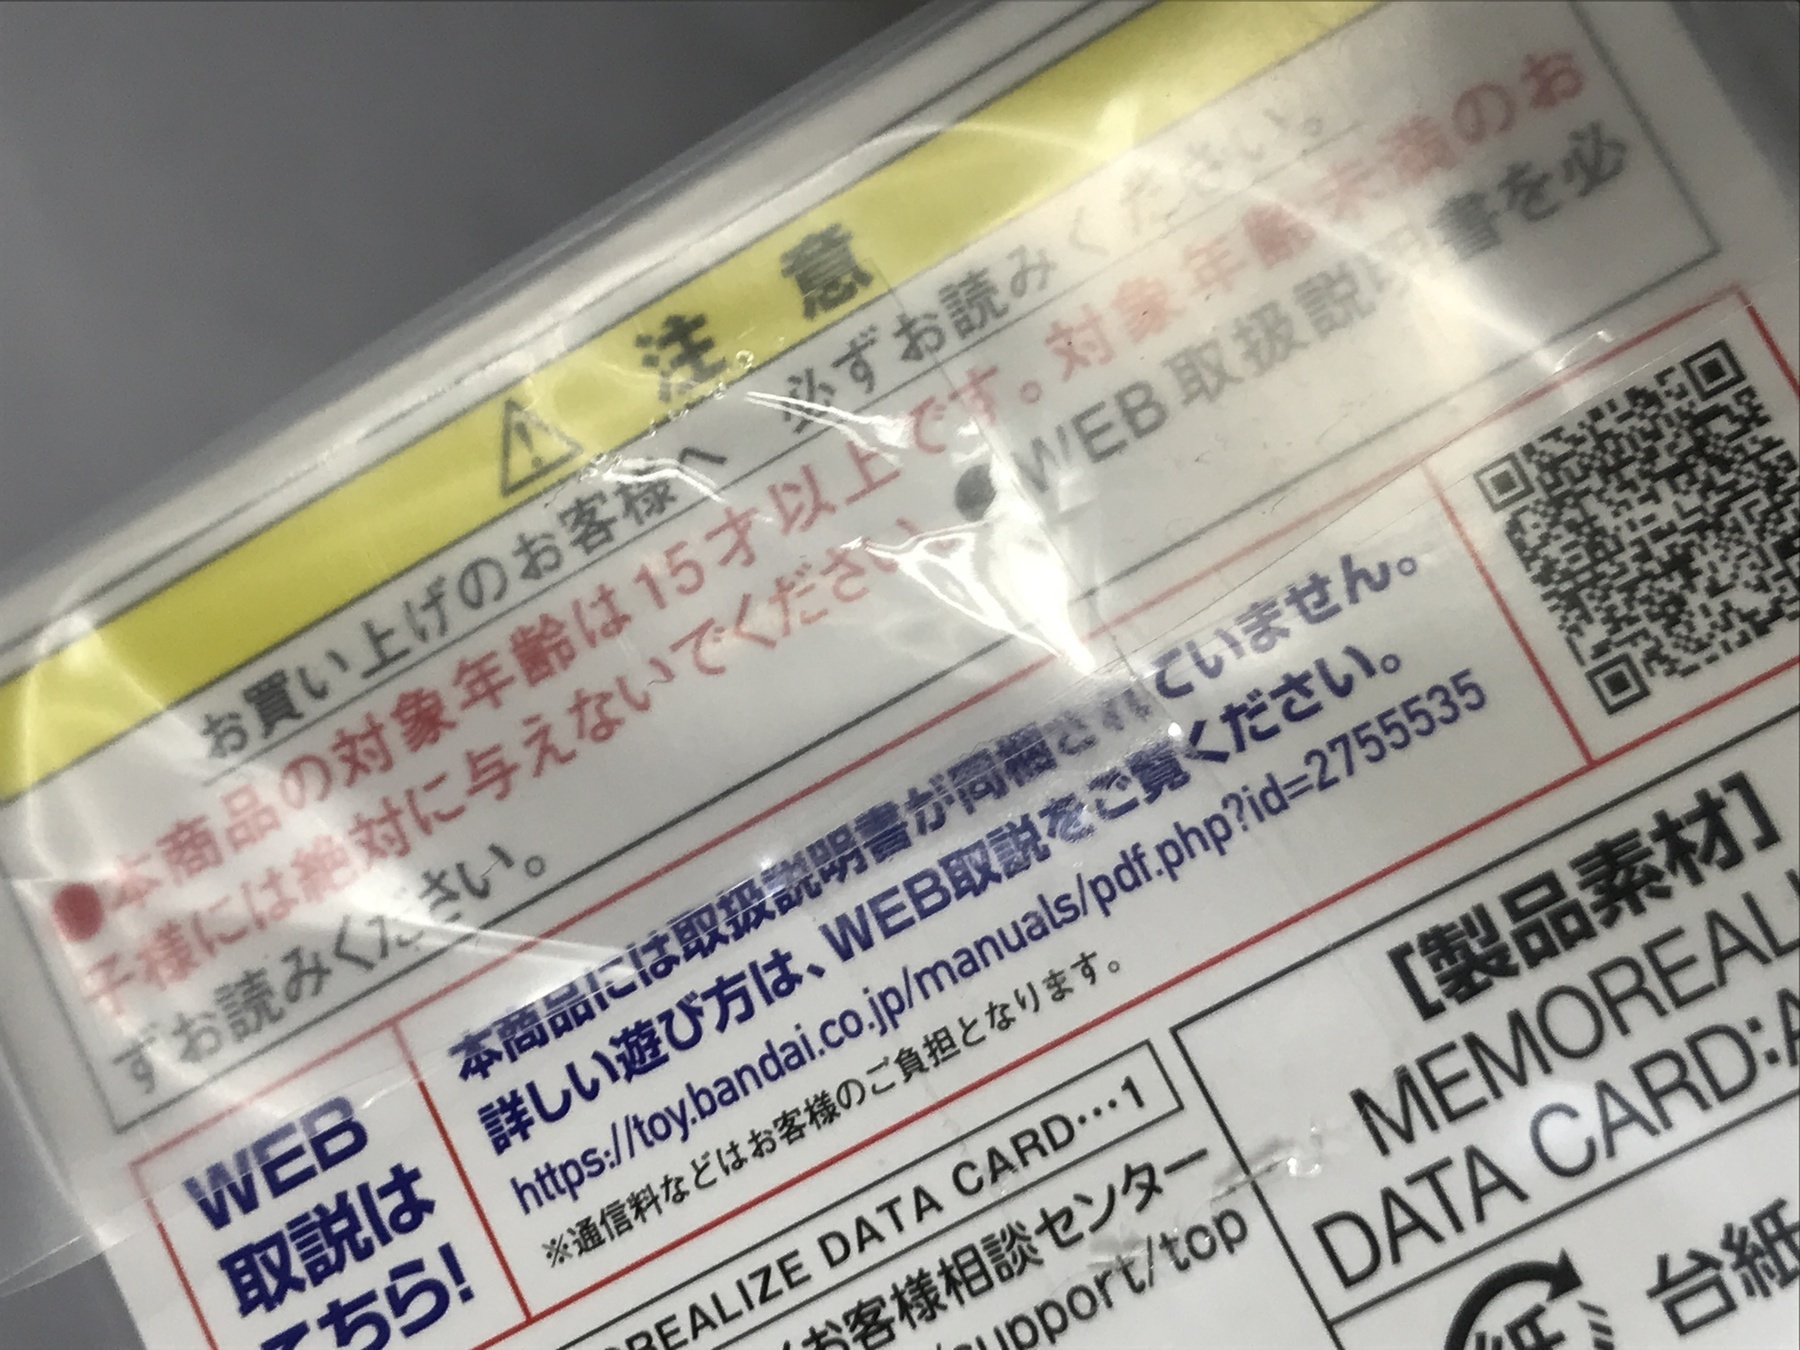 ⚠ 注意
お買い上げのお客様へ 必ずお読みください。
●本商品の対象年齢は15才以上です。対象年齢未満のお
子様には絶対に与えないでください。 ●WEB取扱説明書を必
ずお読みください。
WEB
取説は
こちら!
本商品には取扱説明書が同梱されていません。
詳しい遊び方は、WEB取説をご覧ください。
https://toy.bandai.co.jp/manuals/pdf.php?id=2755535
※通信料などはお客様のご負担となります。
REALIZE DATA CARD…1
お客様相談センター
support/top
[製品素材]
MEMOREAL
DATA CARD:A
紙
台紙